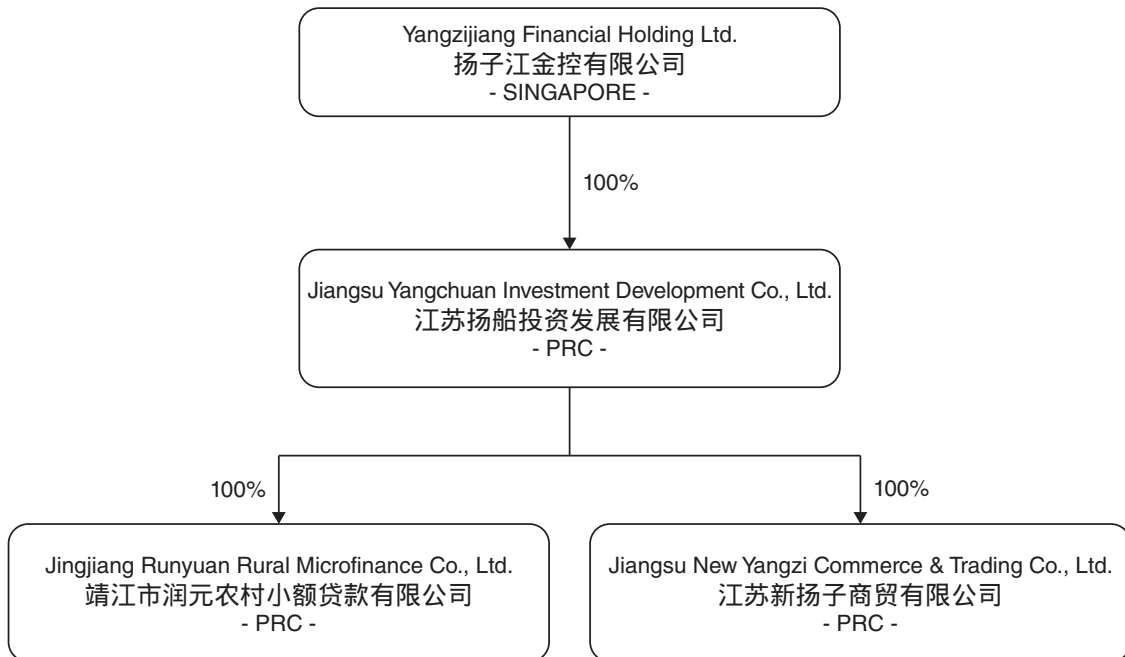 Yangzijiang Financial Holding Ltd.
扬子江金控有限公司
- SINGAPORE -
100%
Jiangsu Yangchuan Investment Development Co., Ltd.
江苏扬船投资发展有限公司
- PRC -
100%
100%
Jingjiang Runyuan Rural Microfinance Co., Ltd.
靖江市润元农村小额贷款有限公司
- PRC -
Jiangsu New Yangzi Commerce & Trading Co., Ltd.
江苏新扬子商贸有限公司
- PRC -